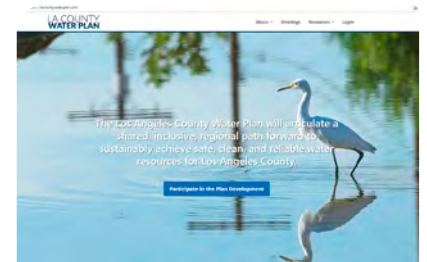 LA COUNTY
WATER PLAN
About
Meetings
Resources
Login
The Los Angeles County Water Plan will articulate a
shared, inclusive, regional path forward to
sustainably achieve safe, clean, and reliable water
resources for Los Angeles County.
Participate in the Plan Development